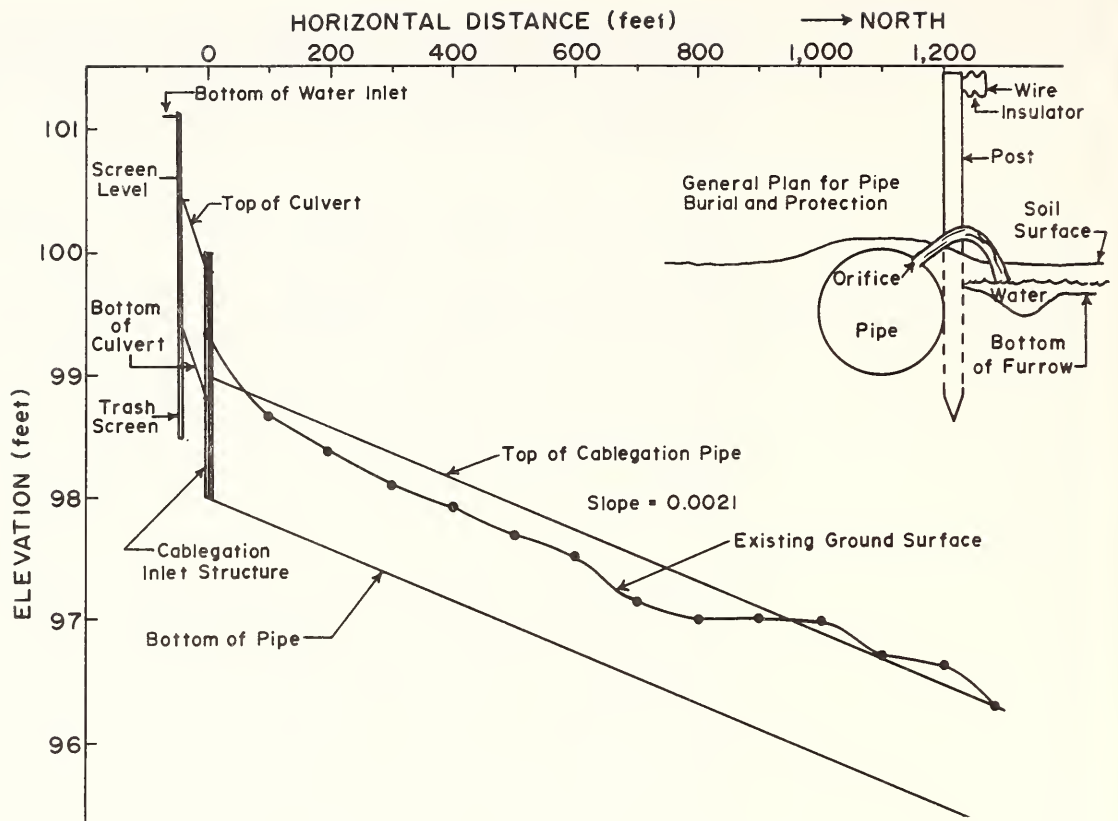 HORIZONTAL DISTANCE (feet) → NORTH
0 200 400 600 800 1,000 1,200
Bottom of Water Inlet
Wire
Insulator
101
Screen
Level
Post
Top of Culvert
General Plan for Pipe
Burial and Protection
Soil
Surface
100
Orifice
Water
Bottom
of
Culvert
Pipe
Bottom
of Furrow
99
Trash
Screen
Top of Cablegation Pipe
98
Slope = 0.0021
Existing Ground Surface
Cablegation
Inlet Structure
97
Bottom of Pipe
96
ELEVATION (feet)